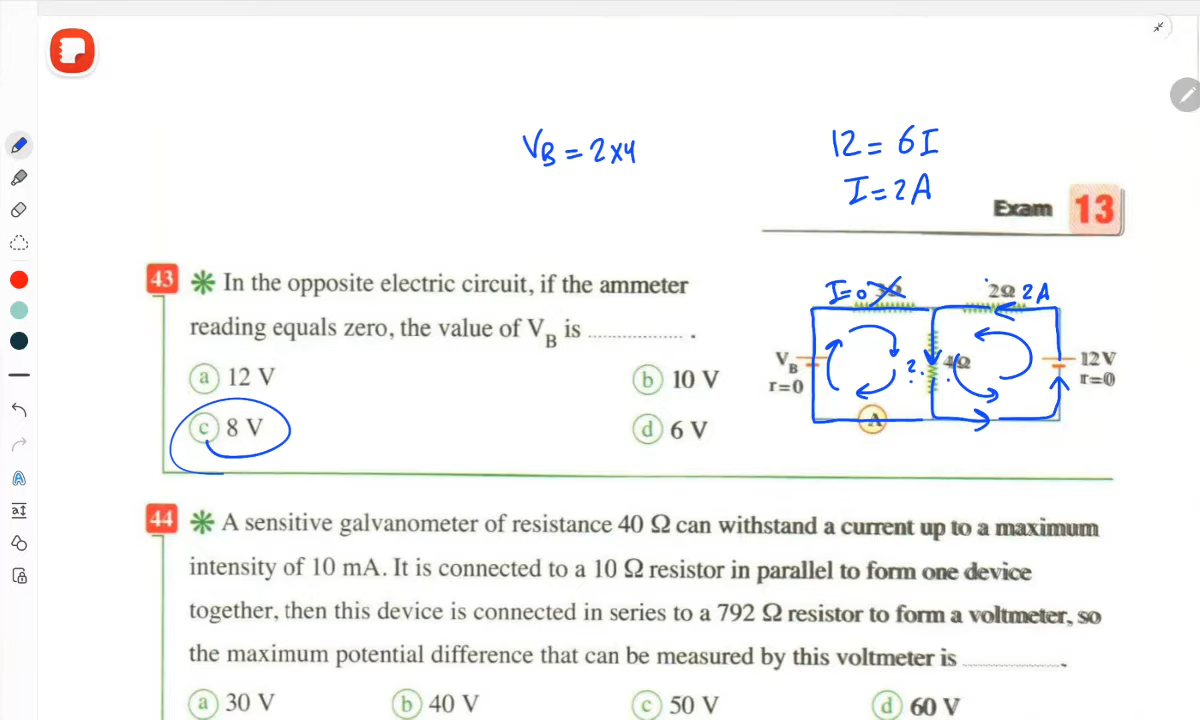 V_B = 2×4
12 = 6I
I = 2A
Exam 13
43 * In the opposite electric circuit, if the ammeter
reading equals zero, the value of V_B is .............. .
a 12 V
b 10 V
c 8 V
d 6 V
I=0
2Ω 2A
V_B
r=0
?
4Ω
12V
r=0
A
44 * A sensitive galvanometer of resistance 40 Ω can withstand a current up to a maximum
intensity of 10 mA. It is connected to a 10 Ω resistor in parallel to form one device
together, then this device is connected in series to a 792 Ω resistor to form a voltmeter, so
the maximum potential difference that can be measured by this voltmeter is .............. .
a 30 V
b 40 V
c 50 V
d 60 V